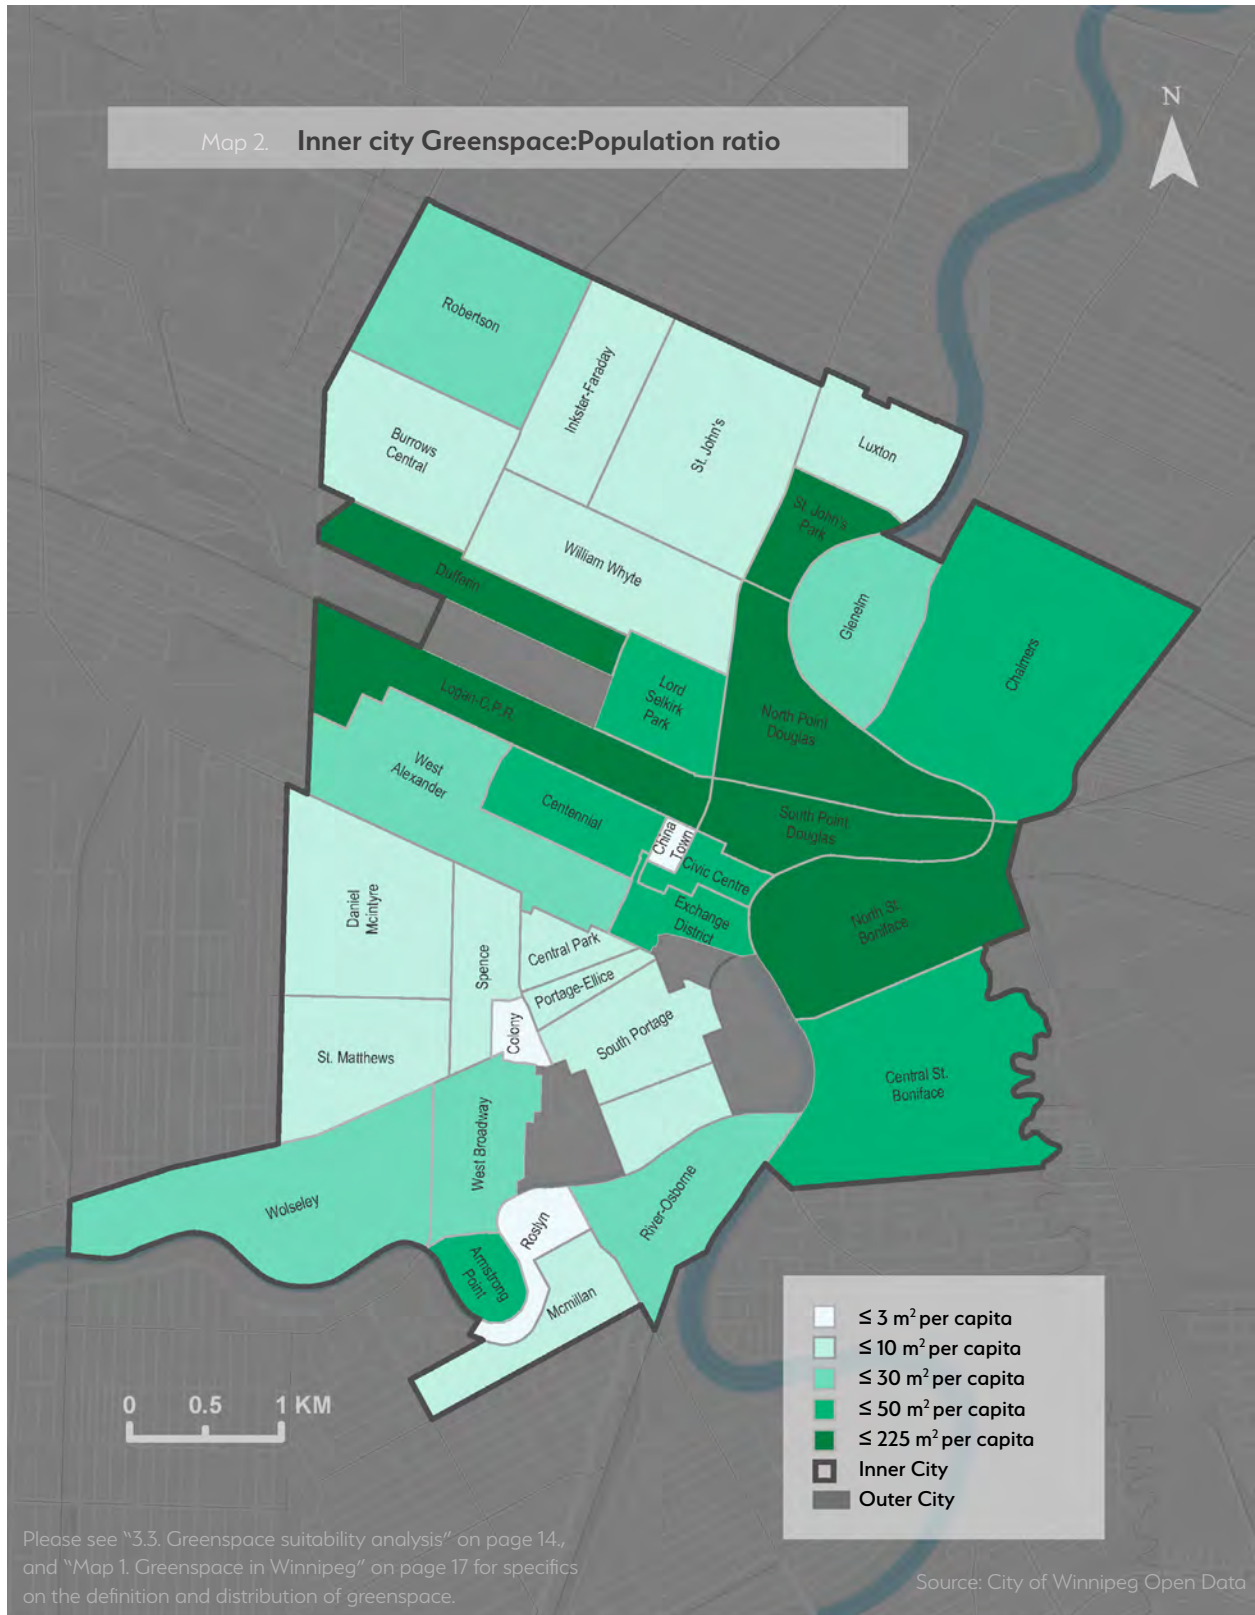 N
Map 2. Inner city Greenspace:Population ratio
Robertson
Inkster-Faraday
St. John's
Burrows
Central
Luxton
St. John's
Park
William Whyte
Dufferin
Glenelm
Chalmers
Lord
Selkirk
Park
Logan-C.P.R.
North Point
Douglas
West
Alexander
Centennial
South Point
Douglas
China
Town
Civic Centre
Daniel
Mcintyre
Exchange
District
North St.
Boniface
Spence
Central Park
Portage-Ellice
Colony
South Portage
St. Matthews
Central St.
Boniface
West Broadway
Wolseley
Roslyn
River-Osborne
Armstrong
Point
Mcmillan
≤ 3 m² per capita
≤ 10 m² per capita
≤ 30 m² per capita
≤ 50 m² per capita
≤ 225 m² per capita
Inner City
Outer City
0 0.5 1 KM
Please see "3.3. Greenspace suitability analysis" on page 14.,
and "Map 1. Greenspace in Winnipeg" on page 17 for specifics
on the definition and distribution of greenspace.
Source: City of Winnipeg Open Data